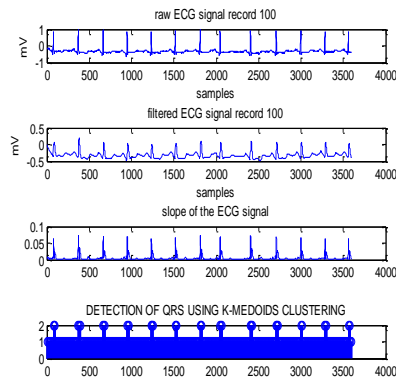 raw ECG signal record 100
mV
1
0
-1
0 500 1000 1500 2000 2500 3000 3500 4000
samples
filtered ECG signal record 100
mV
0.5
0
-0.5
0 500 1000 1500 2000 2500 3000 3500 4000
samples
slope of the ECG signal
0.1
0.05
0
0 500 1000 1500 2000 2500 3000 3500 4000
DETECTION OF QRS USING K-MEDOIDS CLUSTERING
2
1
0
0 500 1000 1500 2000 2500 3000 3500 4000